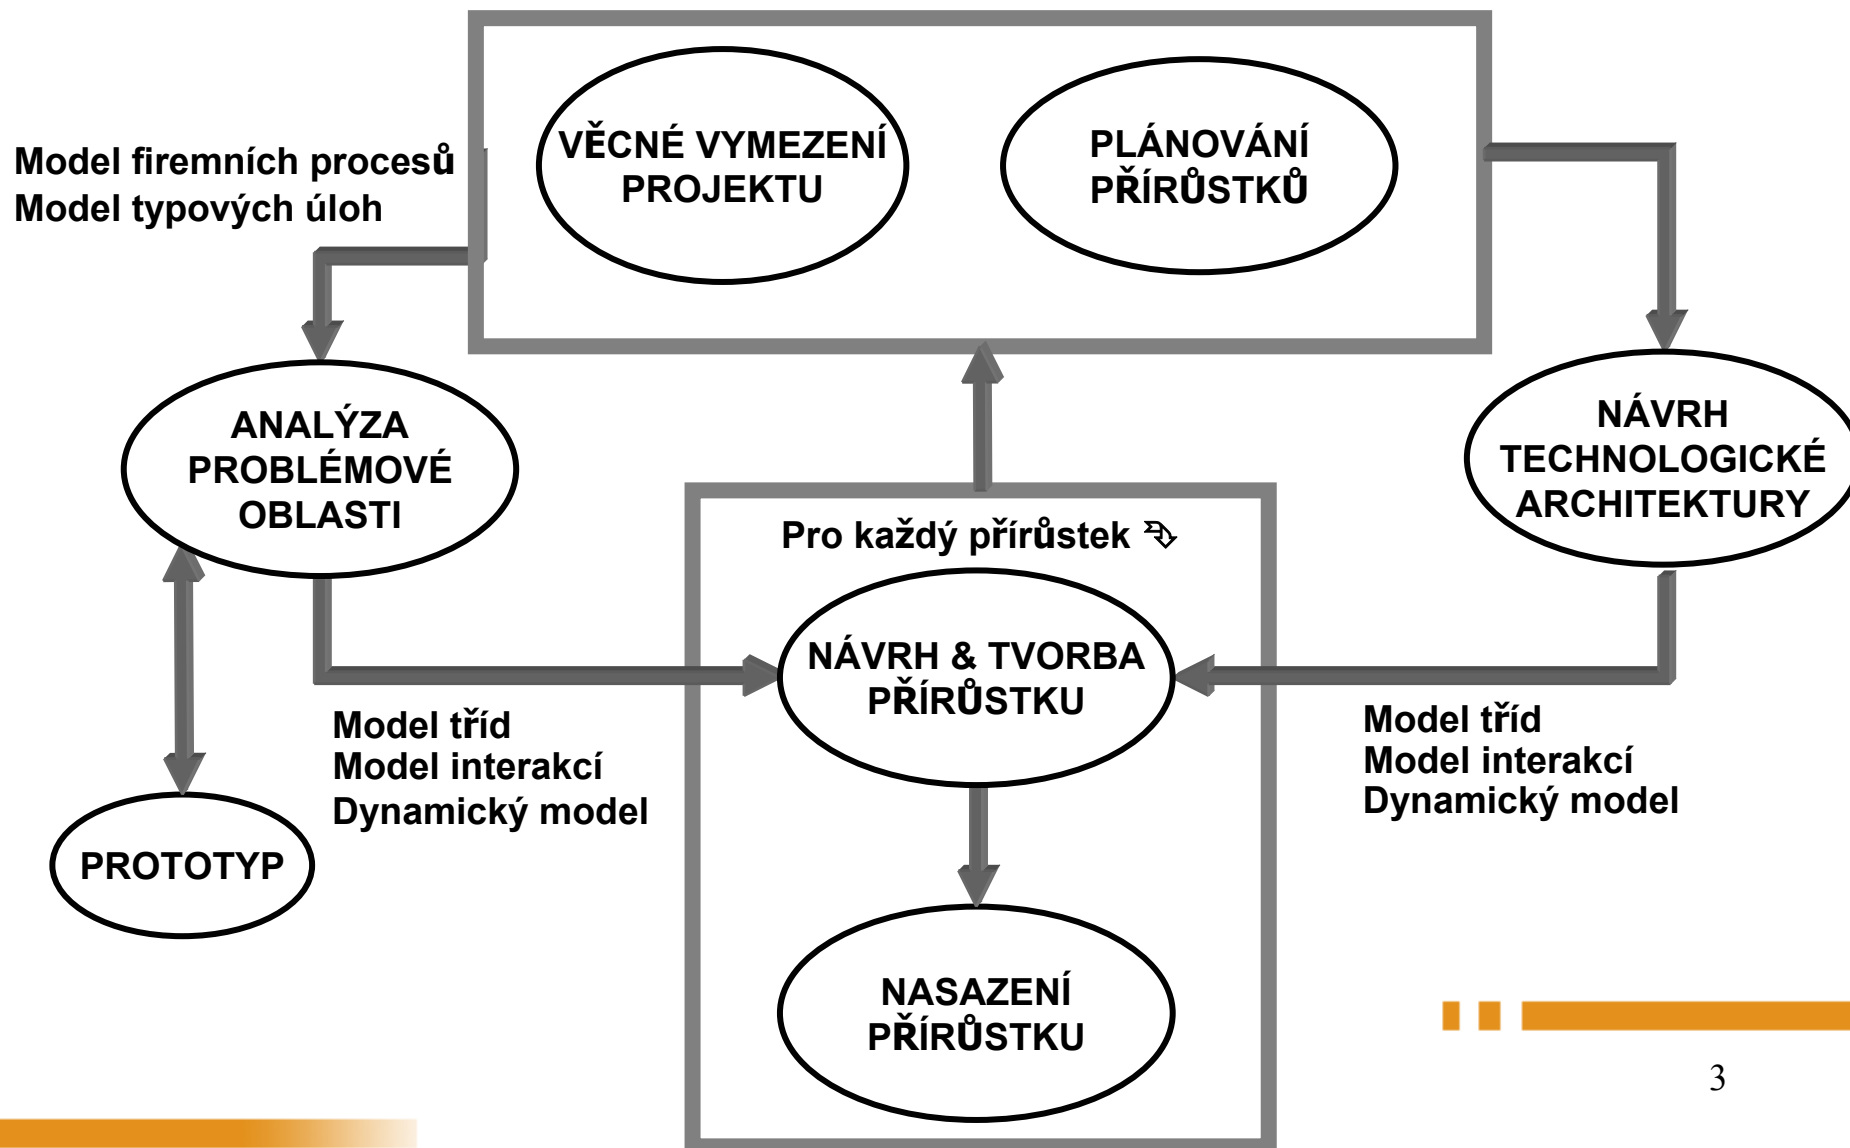 VĚCNÉ VYMEZENÍ
PROJEKTU
PLÁNOVÁNÍ
PŘÍRŮSTKŮ
Model firemních procesů
Model typových úloh
ANALÝZA
PROBLÉMOVÉ
OBLASTI
NÁVRH
TECHNOLOGICKÉ
ARCHITEKTURY
Pro každý přírůstek
NÁVRH & TVORBA
PŘÍRŮSTKU
Model tříd
Model interakcí
Dynamický model
Model tříd
Model interakcí
Dynamický model
PROTOTYP
NASAZENÍ
PŘÍRŮSTKU
3